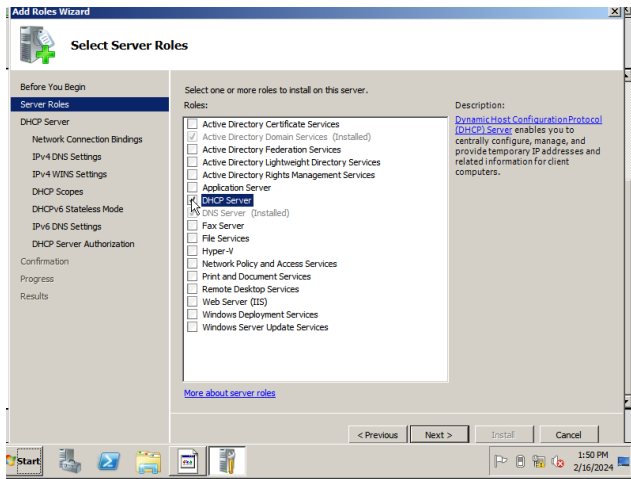 Add Roles Wizard
Select Server Roles
Before You Begin
Server Roles
DHCP Server
Network Connection Bindings
IPv4 DNS Settings
IPv4 WINS Settings
DHCP Scopes
DHCPv6 Stateless Mode
IPv6 DNS Settings
DHCP Server Authorization
Confirmation
Progress
Results
Select one or more roles to install on this server.
Roles:
Active Directory Certificate Services
Active Directory Domain Services (Installed)
Active Directory Federation Services
Active Directory Lightweight Directory Services
Active Directory Rights Management Services
Application Server
DHCP Server
DNS Server (Installed)
Fax Server
File Services
Hyper-V
Network Policy and Access Services
Print and Document Services
Remote Desktop Services
Web Server (IIS)
Windows Deployment Services
Windows Server Update Services
More about server roles
Description:
Dynamic Host Configuration Protocol
(DHCP) Server enables you to
centrally configure, manage, and
provide temporary IP addresses and
related information for client
computers.
< Previous
Next >
Install
Cancel
Start
1:50 PM
2/16/2024